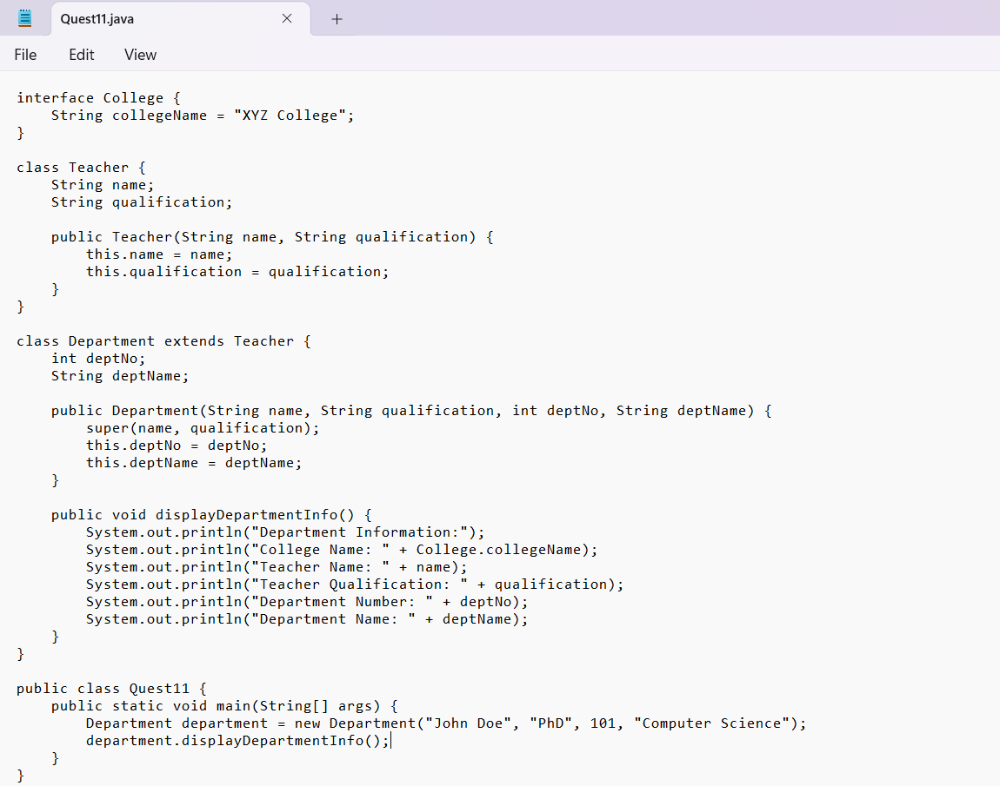 Quest11.java
File Edit View
interface College {
    String collegeName = "XYZ College";
}
class Teacher {
    String name;
    String qualification;
    public Teacher(String name, String qualification) {
        this.name = name;
        this.qualification = qualification;
    }
}
class Department extends Teacher {
    int deptNo;
    String deptName;
    public Department(String name, String qualification, int deptNo, String deptName) {
        super(name, qualification);
        this.deptNo = deptNo;
        this.deptName = deptName;
    }
    public void displayDepartmentInfo() {
        System.out.println("Department Information:");
        System.out.println("College Name: " + College.collegeName);
        System.out.println("Teacher Name: " + name);
        System.out.println("Teacher Qualification: " + qualification);
        System.out.println("Department Number: " + deptNo);
        System.out.println("Department Name: " + deptName);
    }
}
public class Quest11 {
    public static void main(String[] args) {
        Department department = new Department("John Doe", "PhD", 101, "Computer Science");
        department.displayDepartmentInfo();
    }
}